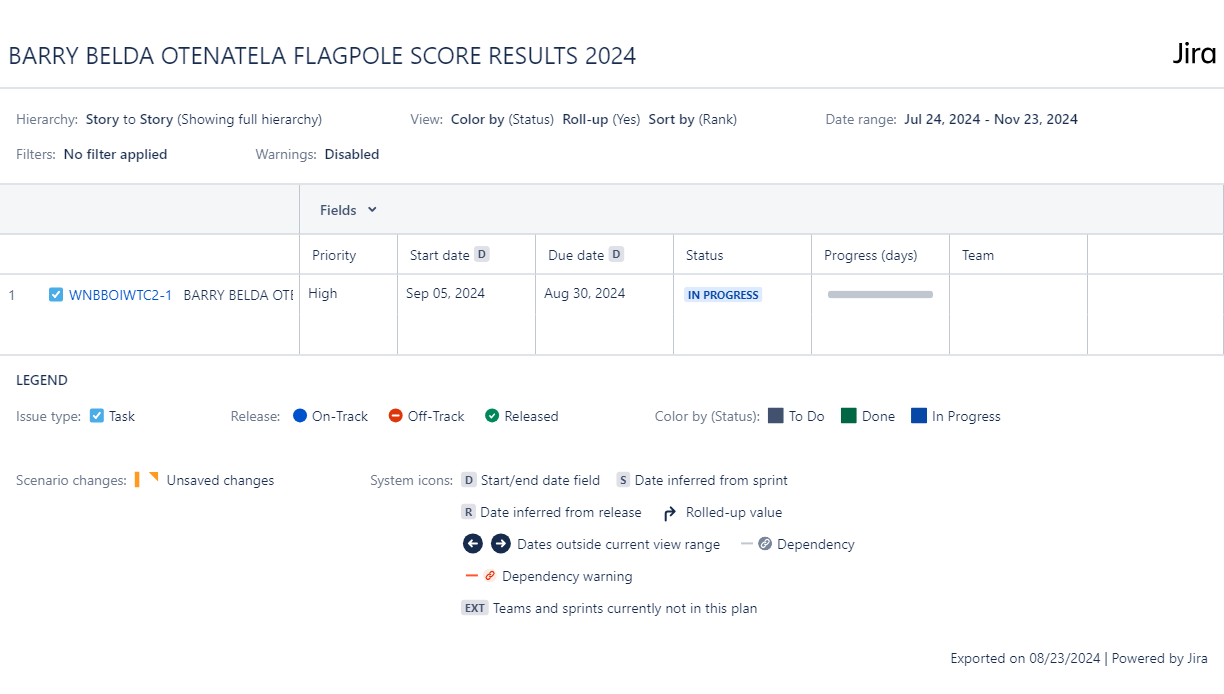 BARRY BELDA OTENATELA FLAGPOLE SCORE RESULTS 2024
Jira
Hierarchy: Story to Story (Showing full hierarchy) View: Color by (Status) Roll-up (Yes) Sort by (Rank) Date range: Jul 24, 2024 - Nov 23, 2024
Filters: No filter applied Warnings: Disabled
Fields
Priority Start date D Due date D Status Progress (days) Team
1 WNBBOIWTC2-1 BARRY BELDA OTE High Sep 05, 2024 Aug 30, 2024 IN PROGRESS
LEGEND
Issue type: Task Release: On-Track Off-Track Released Color by (Status): To Do Done In Progress
Scenario changes: Unsaved changes System icons: D Start/end date field S Date inferred from sprint
R Date inferred from release Rolled-up value
Dates outside current view range Dependency
Dependency warning
EXT Teams and sprints currently not in this plan
Exported on 08/23/2024 | Powered by Jira